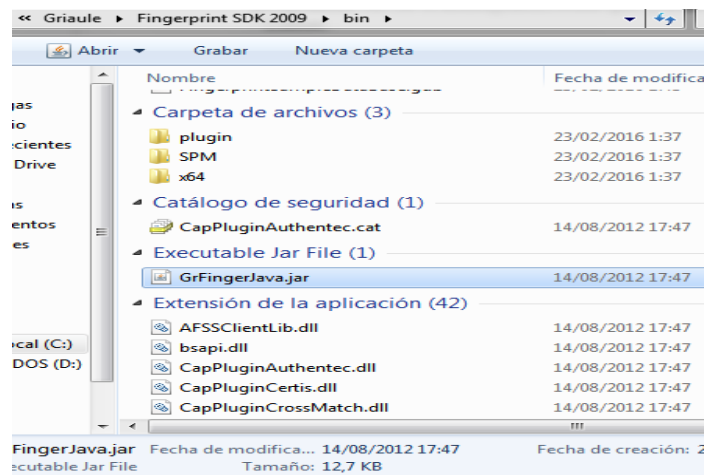 « Griaule ▸ Fingerprint SDK 2009 ▸ bin ▸
Abrir Grabar Nueva carpeta
Nombre Fecha de modifica
Carpeta de archivos (3)
plugin 23/02/2016 1:37
SPM 23/02/2016 1:37
x64 23/02/2016 1:37
Catálogo de seguridad (1)
CapPluginAuthentec.cat 14/08/2012 17:47
Executable Jar File (1)
GrFingerJava.jar 14/08/2012 17:47
Extensión de la aplicación (42)
AFSSClientLib.dll 14/08/2012 17:47
bsapi.dll 14/08/2012 17:47
CapPluginAuthentec.dll 14/08/2012 17:47
CapPluginCertis.dll 14/08/2012 17:47
CapPluginCrossMatch.dll 14/08/2012 17:47
gas
io
ecientes
Drive
s
entos
es
cal (C:)
DOS (D:)
FingerJava.jar Fecha de modifica... 14/08/2012 17:47 Fecha de creación: 2
ecutable Jar File Tamaño: 12,7 KB